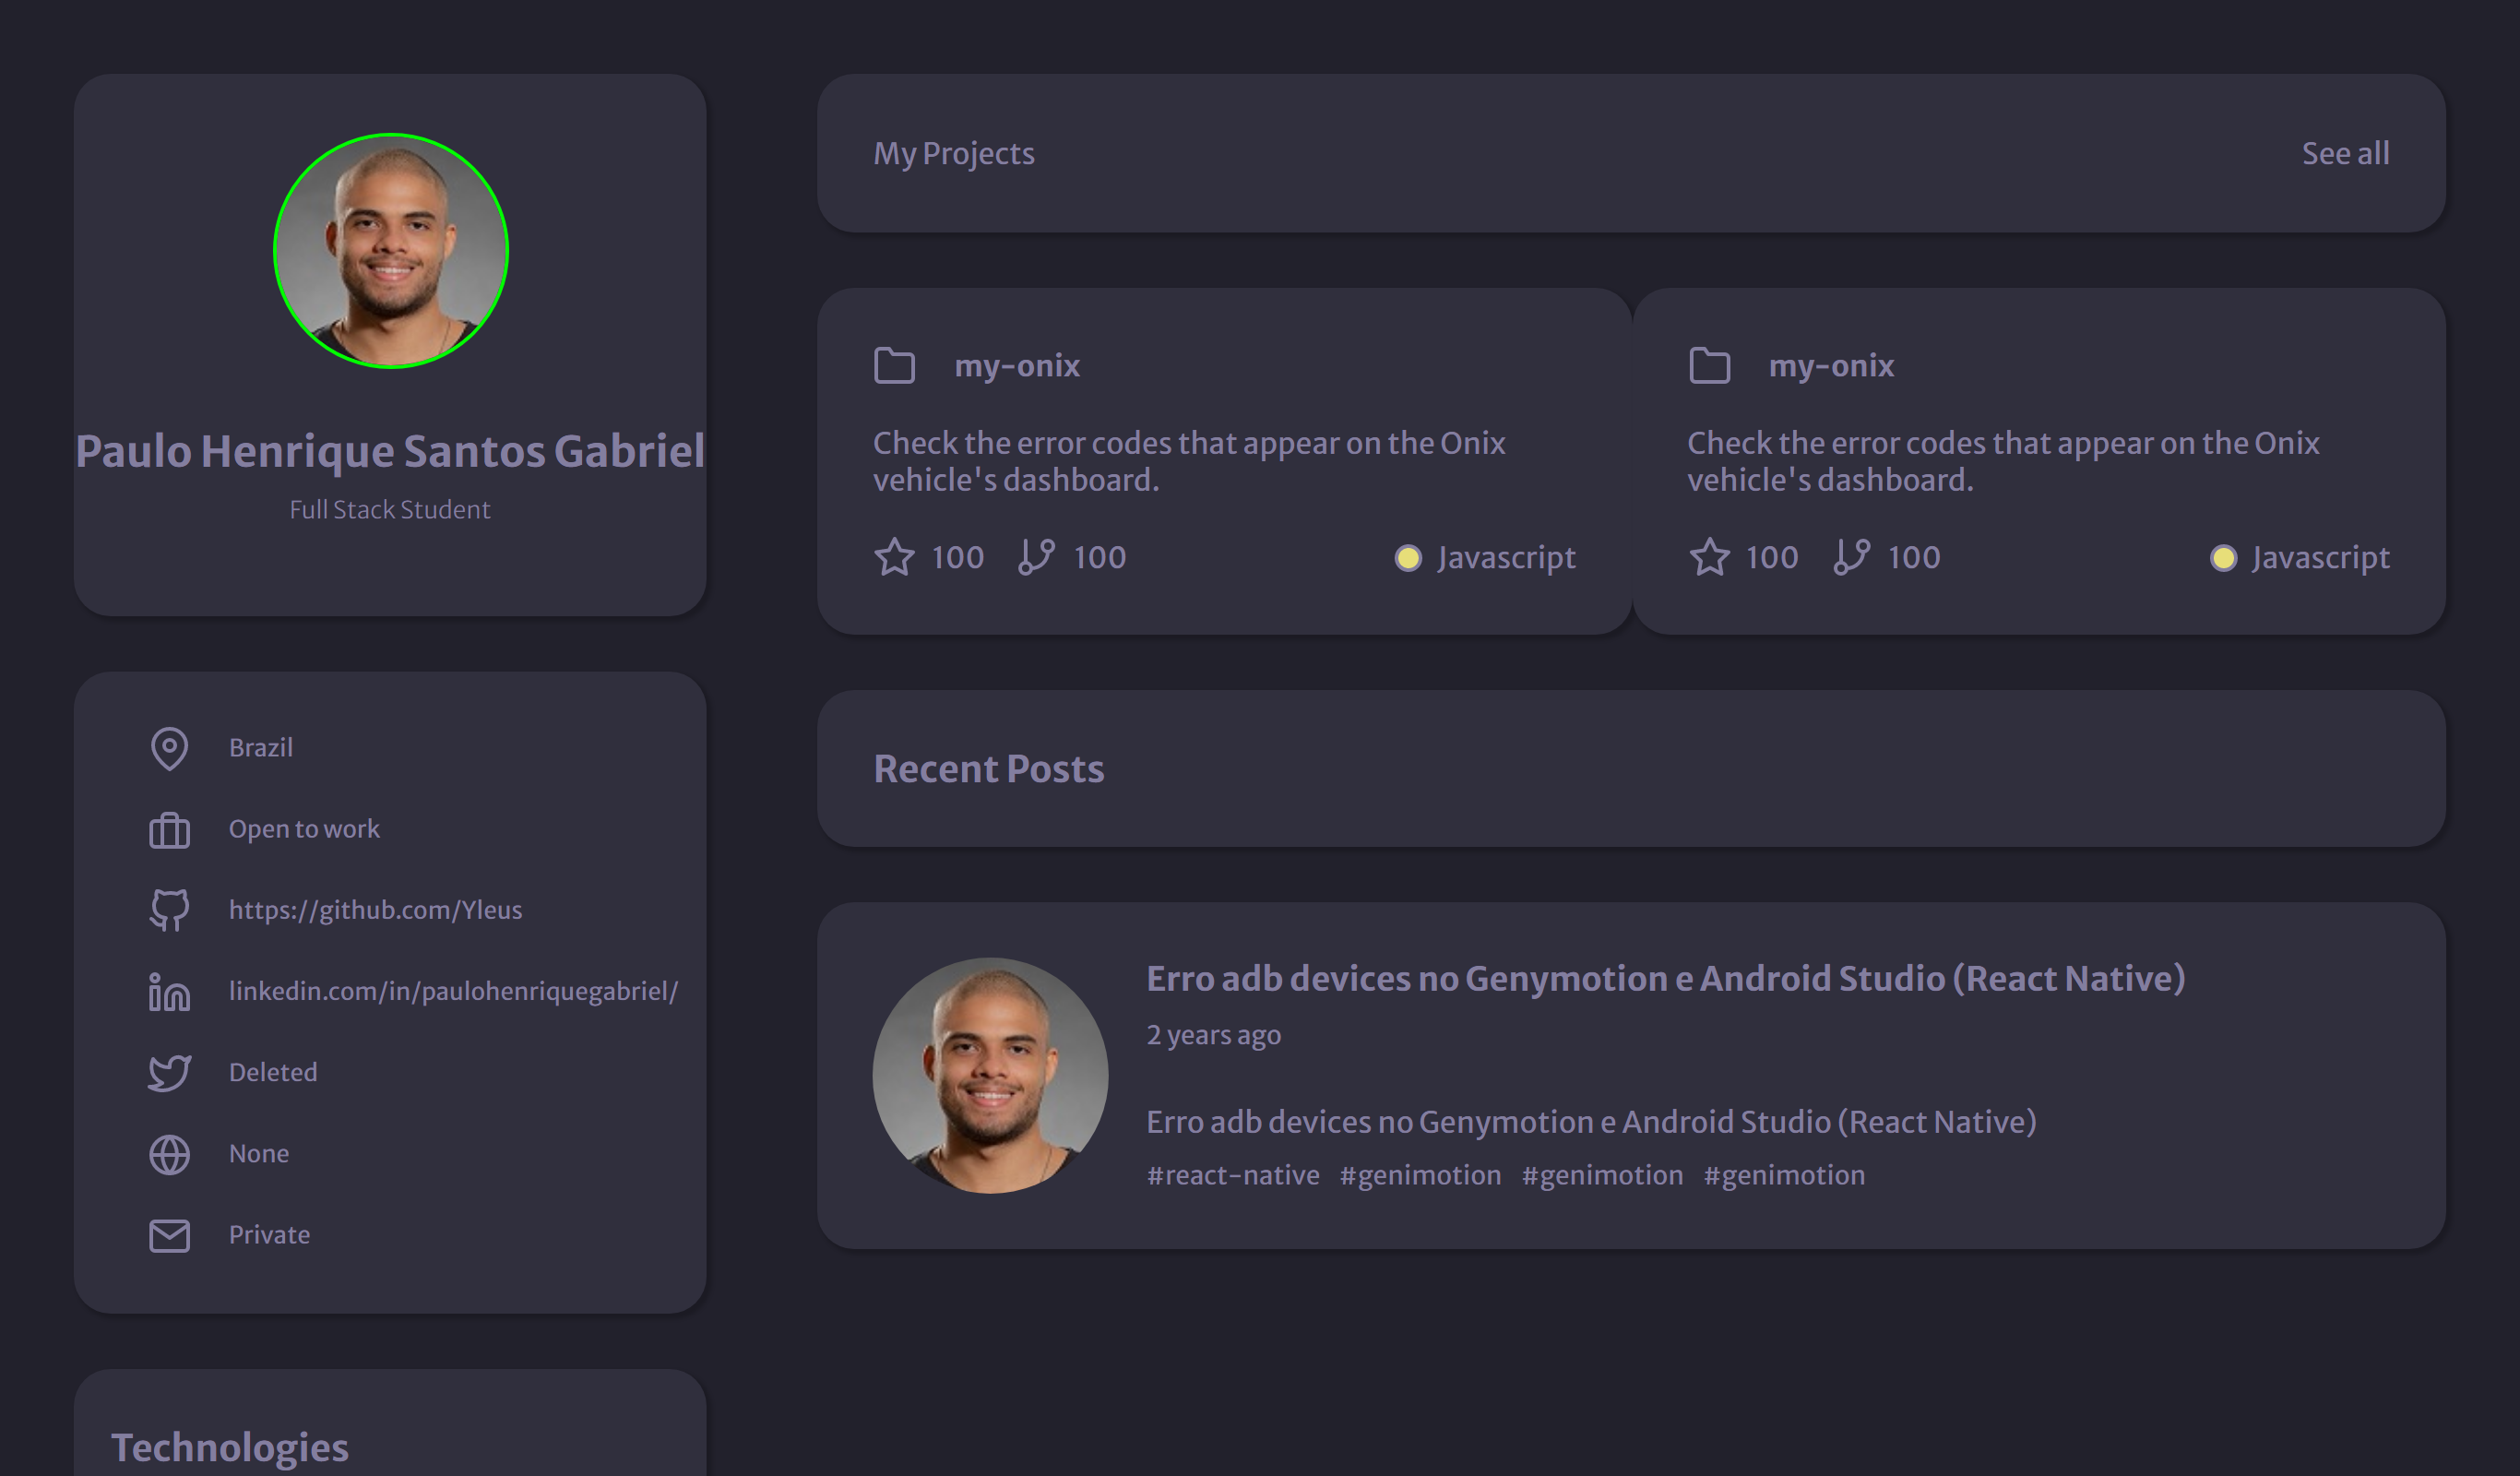 Paulo Henrique Santos Gabriel
Full Stack Student
Brazil
Open to work
https://github.com/Yleus
linkedin.com/in/paulohenriquegabriel/
Deleted
None
Private
Technologies
My Projects
See all
my-onix
Check the error codes that appear on the Onix
vehicle's dashboard.
100 100 Javascript
my-onix
Check the error codes that appear on the Onix
vehicle's dashboard.
100 100 Javascript
Recent Posts
Erro adb devices no Genymotion e Android Studio (React Native)
2 years ago
Erro adb devices no Genymotion e Android Studio (React Native)
#react-native #genimotion #genimotion #genimotion